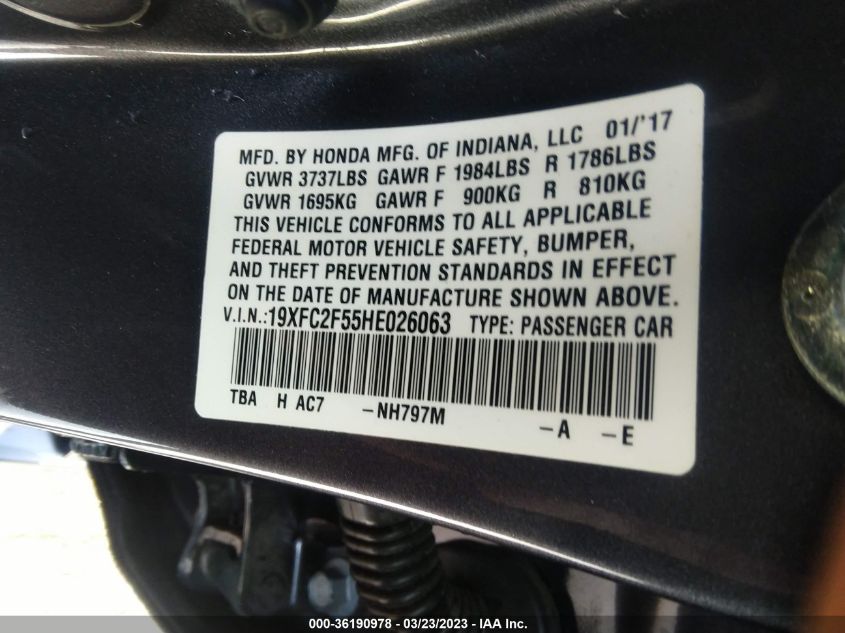 MFD. BY HONDA MFG. OF INDIANA, LLC 01/'17
GVWR 3737LBS GAWR F 1984LBS R 1786LBS
GVWR 1695KG GAWR F 900KG R 810KG
THIS VEHICLE CONFORMS TO ALL APPLICABLE
FEDERAL MOTOR VEHICLE SAFETY, BUMPER,
AND THEFT PREVENTION STANDARDS IN EFFECT
ON THE DATE OF MANUFACTURE SHOWN ABOVE.
V.I.N.:19XFC2F55HE026063 TYPE: PASSENGER CAR
TBA H AC7 -NH797M -A -E
000-36190978 / 03/23/2023 - IAA Inc.